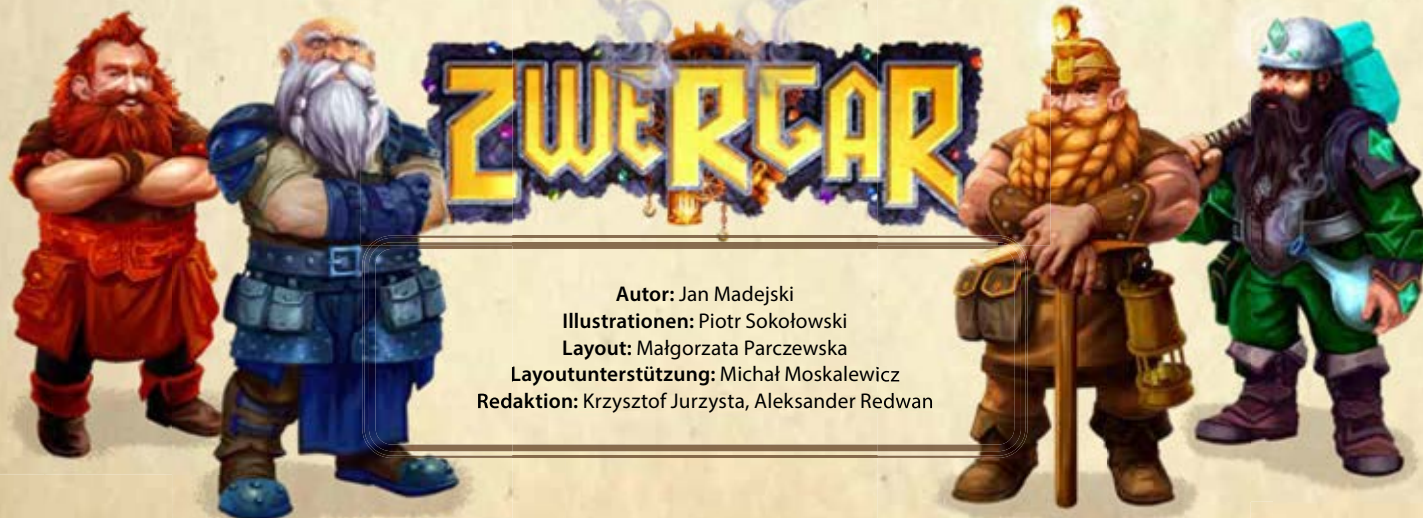 ZWERGAR
Autor: Jan Madejski
Illustrationen: Piotr Sokołowski
Layout: Małgorzata Parczewska
Layoutunterstützung: Michał Moskalewicz
Redaktion: Krzysztof Jurzysta, Aleksander Redwan